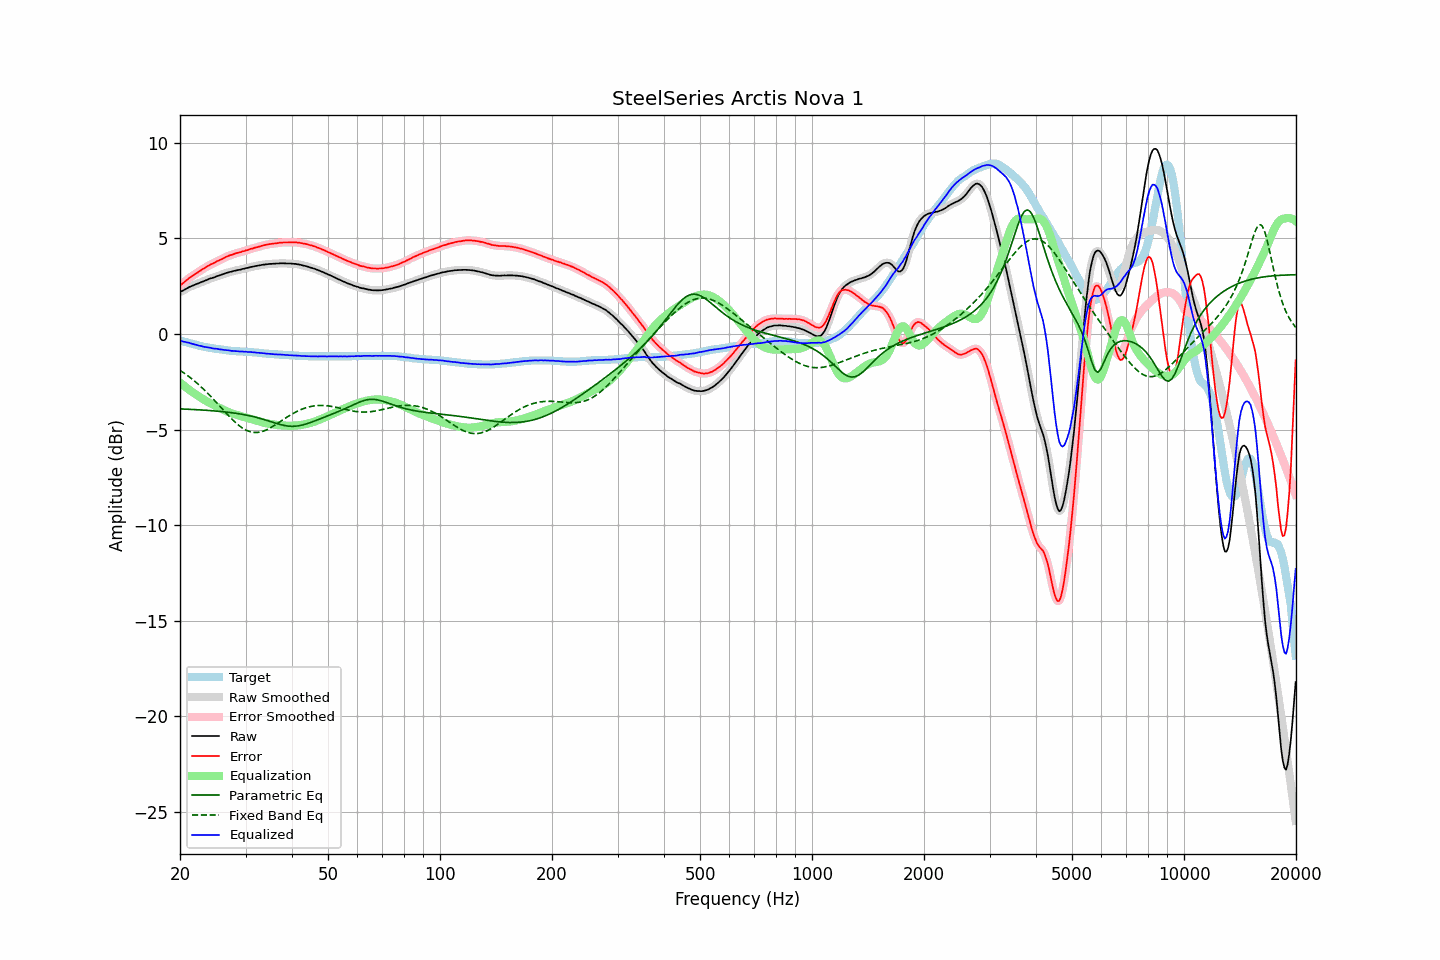 SteelSeries Arctis Nova 1
10
5
0
−5
−10
−15
−20
−25
Amplitude (dBr)
Target
Raw Smoothed
Error Smoothed
Raw
Error
Equalization
Parametric Eq
Fixed Band Eq
Equalized
20 50 100 200 500 1000 2000 5000 10000 20000
Frequency (Hz)